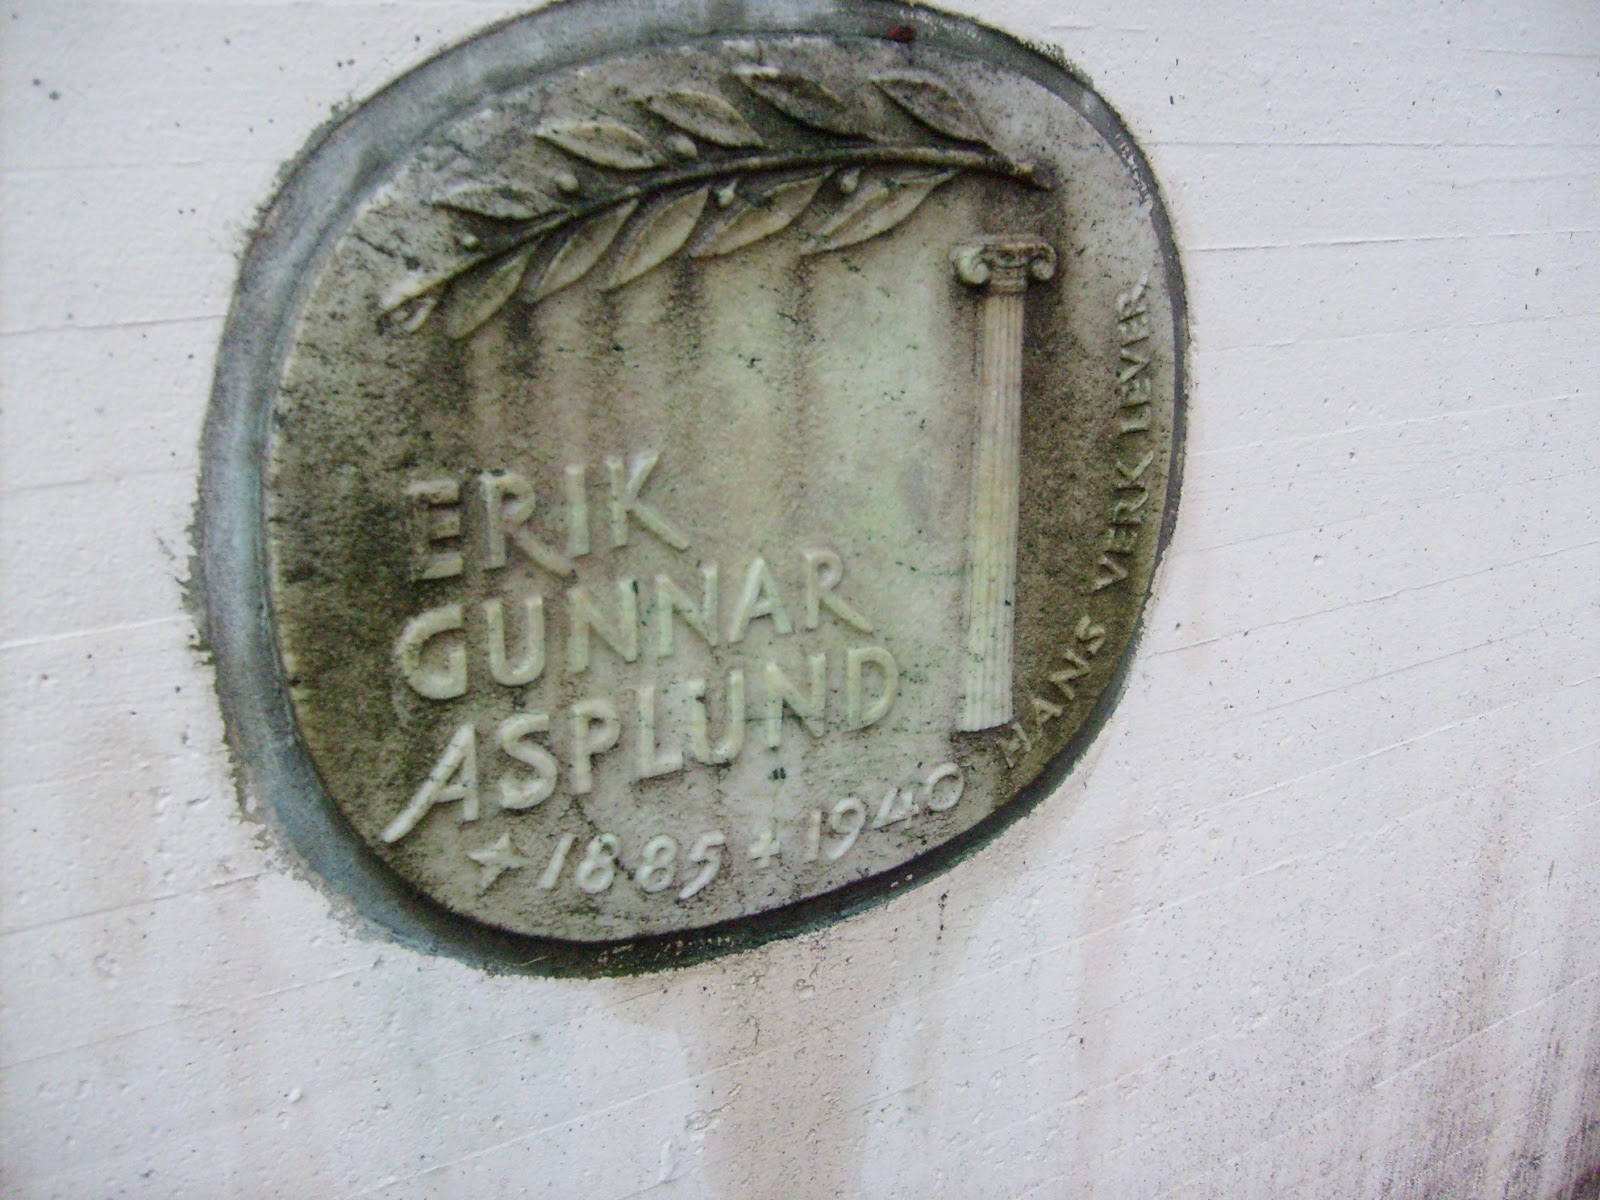 ERIK
GUNNAR
ASPLUND
1885 + 1940
HANS VERK LEVER